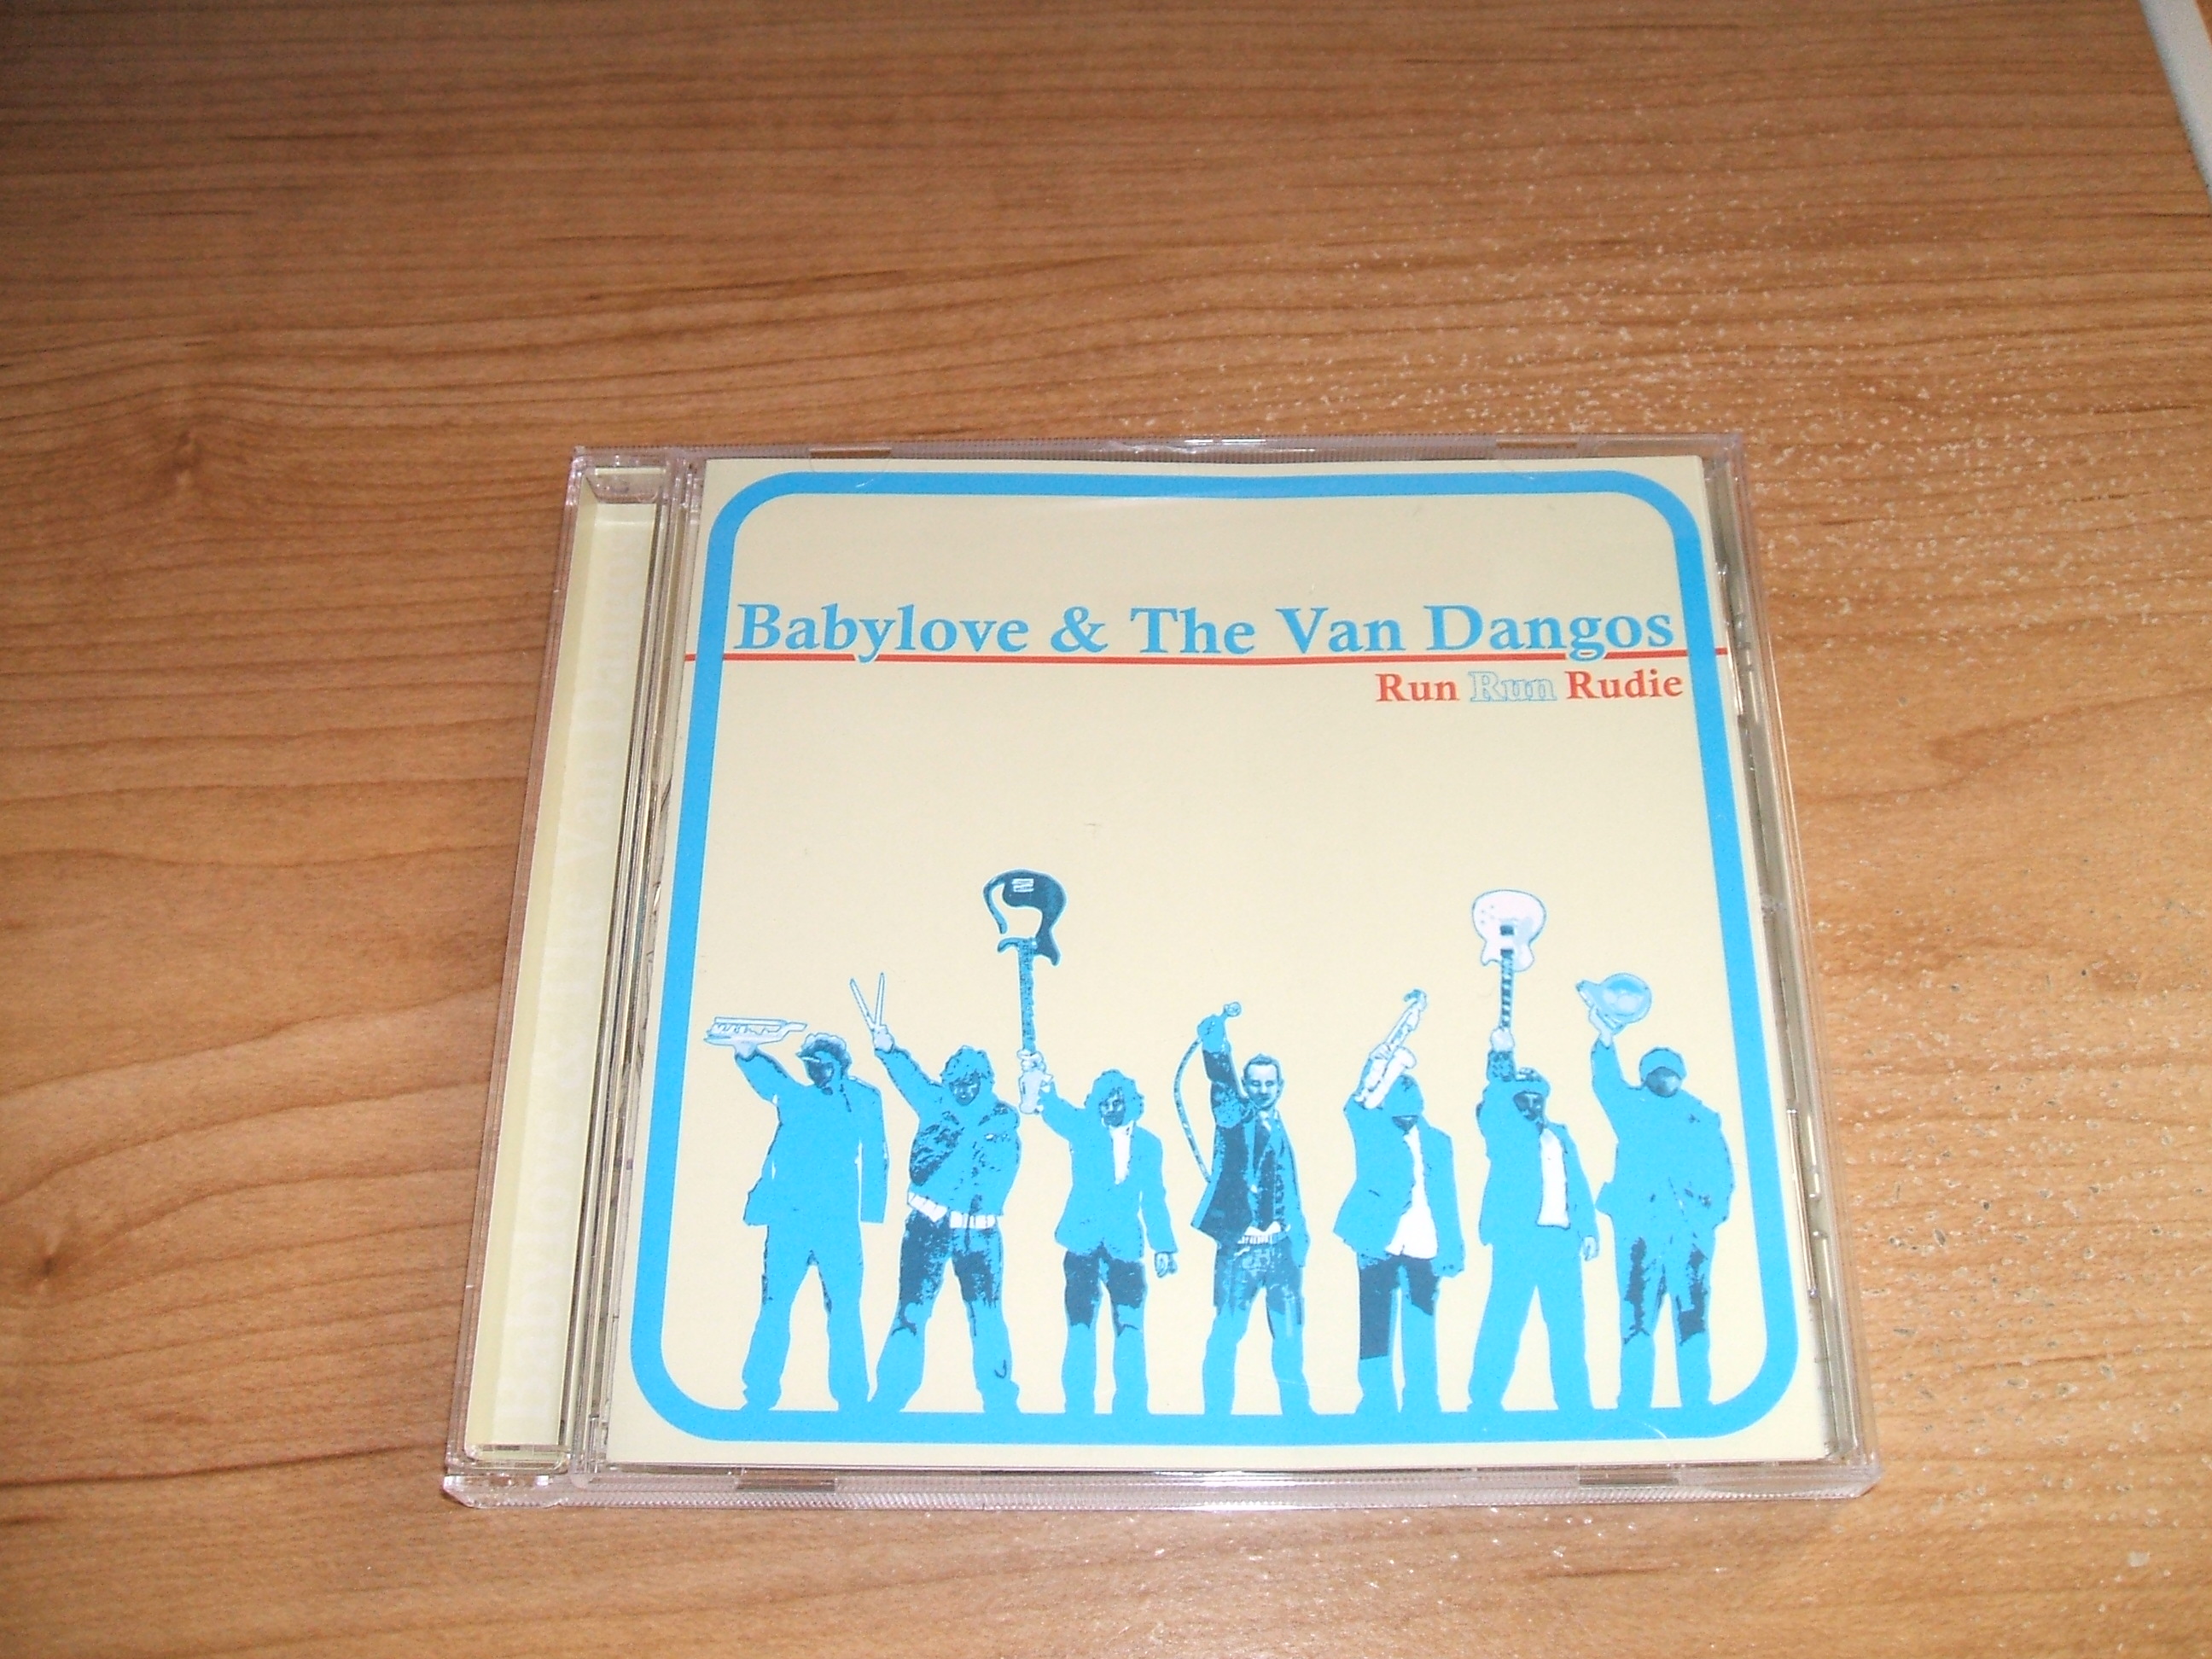 Babylove & The Van Dangos
Run Run Rudie